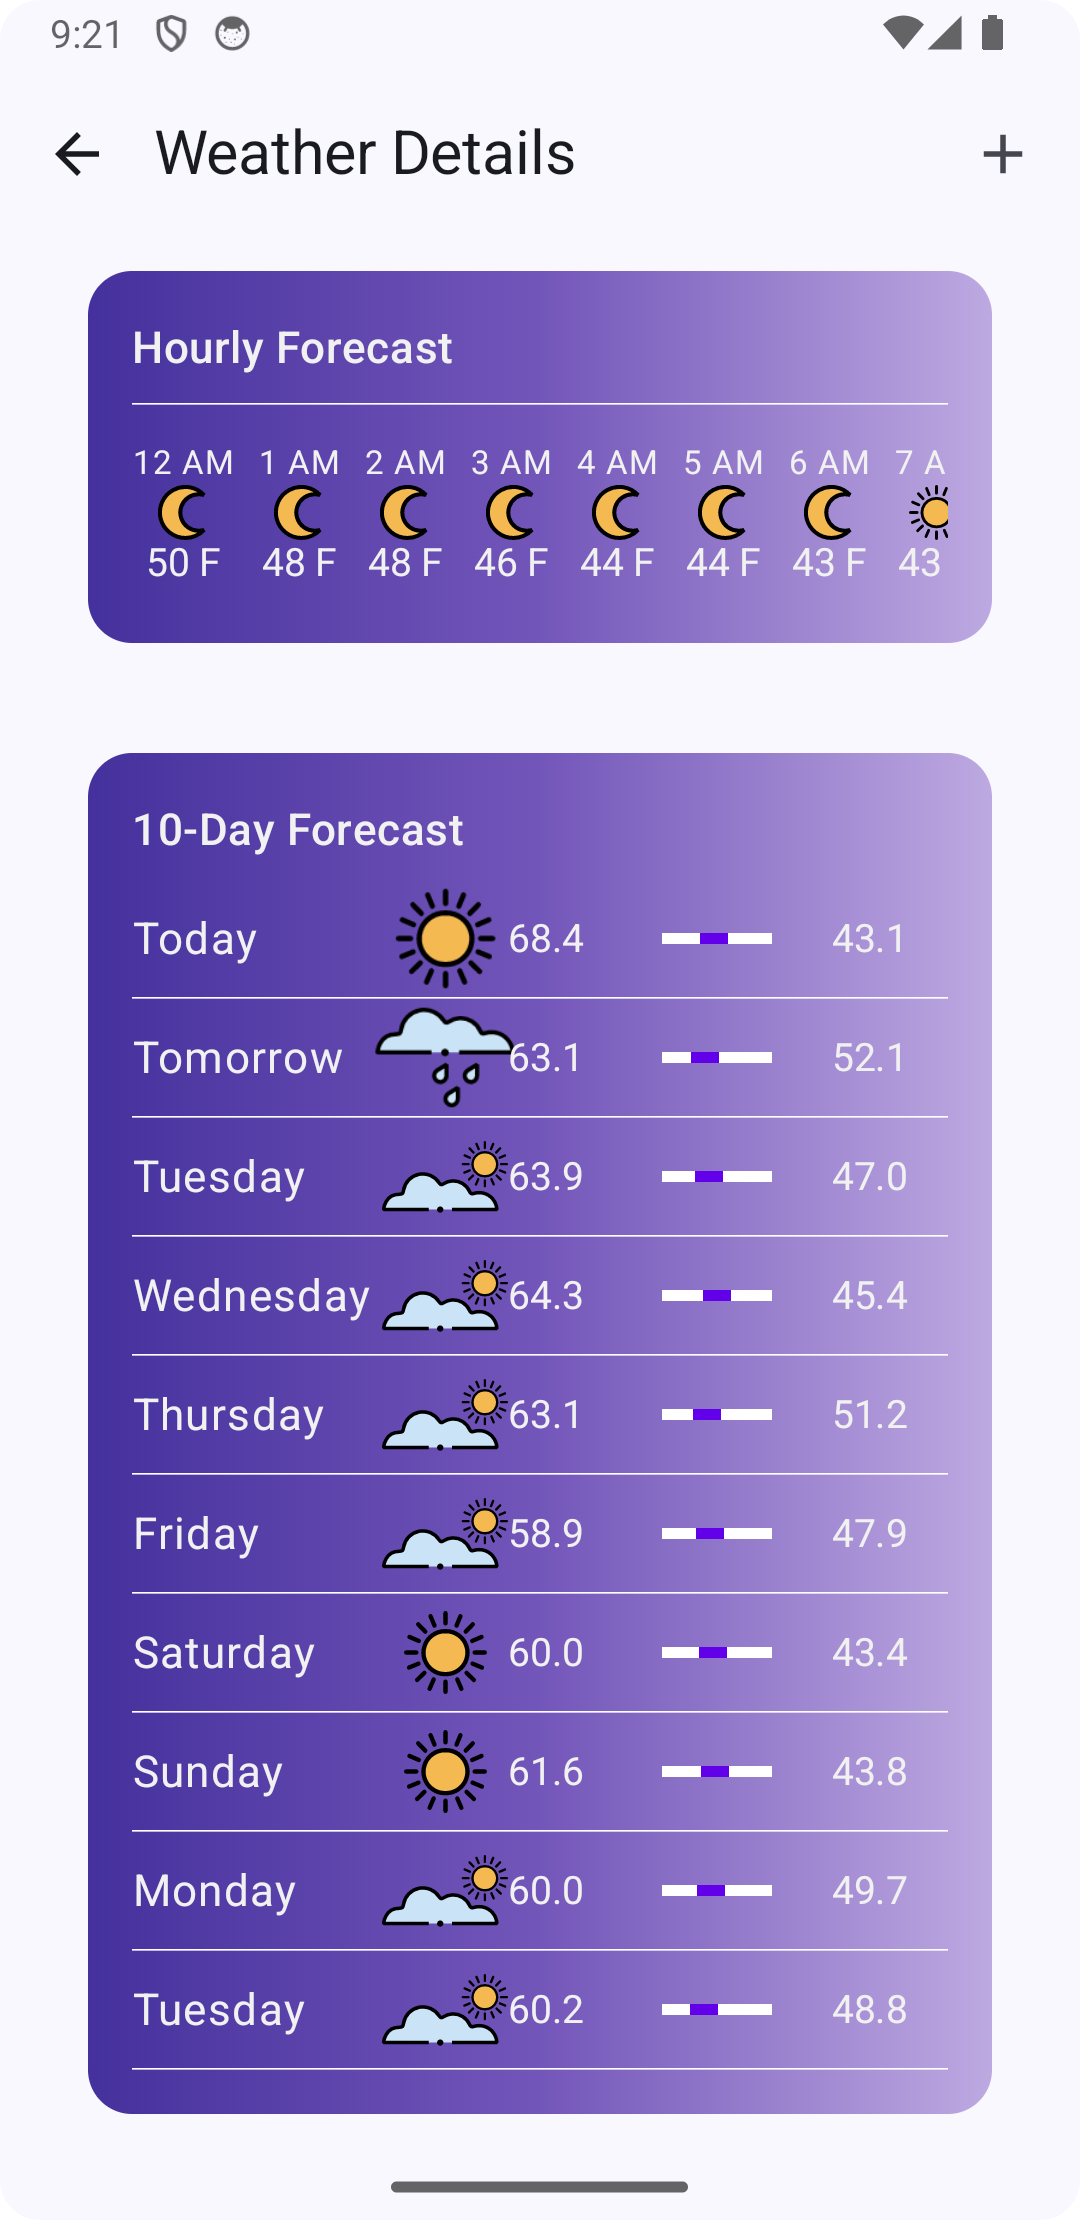 9:21
Weather Details
Hourly Forecast
12 AM 1 AM 2 AM 3 AM 4 AM 5 AM 6 AM 7 A
50 F 48 F 48 F 46 F 44 F 44 F 43 F 43
10-Day Forecast
Today 68.4 43.1
Tomorrow 63.1 52.1
Tuesday 63.9 47.0
Wednesday 64.3 45.4
Thursday 63.1 51.2
Friday 58.9 47.9
Saturday 60.0 43.4
Sunday 61.6 43.8
Monday 60.0 49.7
Tuesday 60.2 48.8